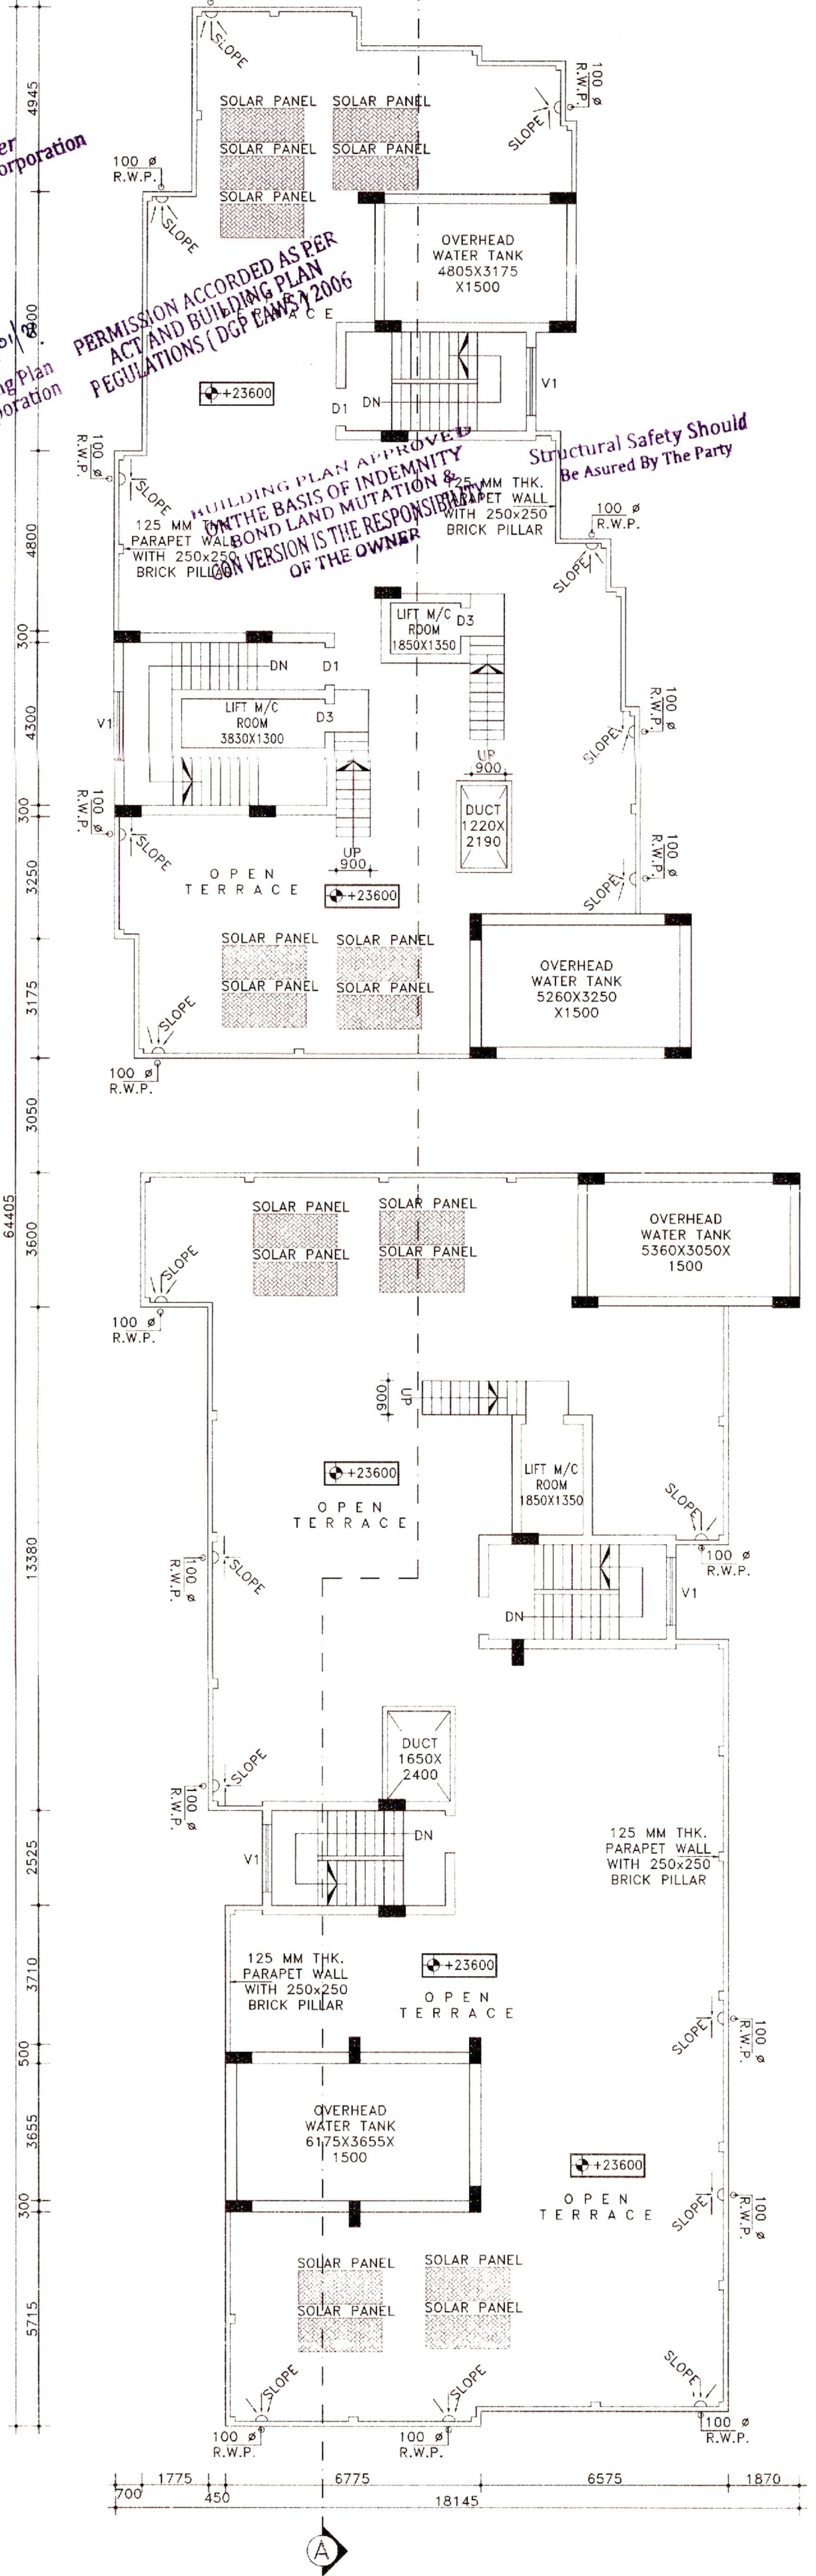 SLOPE
100 ø
R.W.P.
4945
SOLAR PANEL SOLAR PANEL
SLOPE
SOLAR PANEL SOLAR PANEL
100 ø
R.W.P.
SOLAR PANEL
SLOPE
OVERHEAD
WATER TANK
4805X3175
X1500
PERMISSION ACCORDED AS PER
ACT AND BUILDING PLAN
PEGULATIONS ( DGP LAWS ) 2006
OPEN
TERRACE
+23600
D1
DN
V1
Structural Safety Should
Be Asured By The Party
BUILDING PLAN APPROVED
ON THE BASIS OF INDEMNITY
BOND LAND MUTATION &
CON VERSION IS THE RESPONSIBILITY
OF THE OWNER
100 ø
R.W.P.
SLOPE
125 MM THK.
PARAPET WALL
WITH 250x250
BRICK PILLAR
125 MM THK.
PARAPET WALL
WITH 250x250
BRICK PILLAR
100 ø
R.W.P.
SLOPE
4800
300
LIFT M/C
ROOM
1850X1350
D3
DN
D1
LIFT M/C
ROOM
3830X1300
D3
V1
4300
100 ø
R.W.P.
SLOPE
UP
900
DUCT
1220X
2190
300
100 ø
R.W.P.
SLOPE
UP
900
100 ø
R.W.P.
SLOPE
3250
OPEN
TERRACE
+23600
SOLAR PANEL SOLAR PANEL
SOLAR PANEL SOLAR PANEL
OVERHEAD
WATER TANK
5260X3250
X1500
3175
SLOPE
100 ø
R.W.P.
3050
64405
3600
SOLAR PANEL SOLAR PANEL
SOLAR PANEL SOLAR PANEL
OVERHEAD
WATER TANK
5360X3050X
1500
SLOPE
100 ø
R.W.P.
900
UP
+23600
OPEN
TERRACE
LIFT M/C
ROOM
1850X1350
SLOPE
100 ø
R.W.P.
13380
100 ø
R.W.P.
SLOPE
DN
V1
DUCT
1650X
2400
SLOPE
100 ø
R.W.P.
2525
V1
DN
125 MM THK.
PARAPET WALL
WITH 250x250
BRICK PILLAR
3710
125 MM THK.
PARAPET WALL
WITH 250x250
BRICK PILLAR
+23600
OPEN
TERRACE
SLOPE
100 ø
R.W.P.
500
3655
OVERHEAD
WATER TANK
6175X3655X
1500
+23600
OPEN
TERRACE
SLOPE
100 ø
R.W.P.
300
5715
SOLAR PANEL SOLAR PANEL
SOLAR PANEL SOLAR PANEL
SLOPE
SLOPE
SLOPE
100 ø
R.W.P.
100 ø
R.W.P.
100 ø
R.W.P.
1775 6775 6575 1870
700 450 18145
A